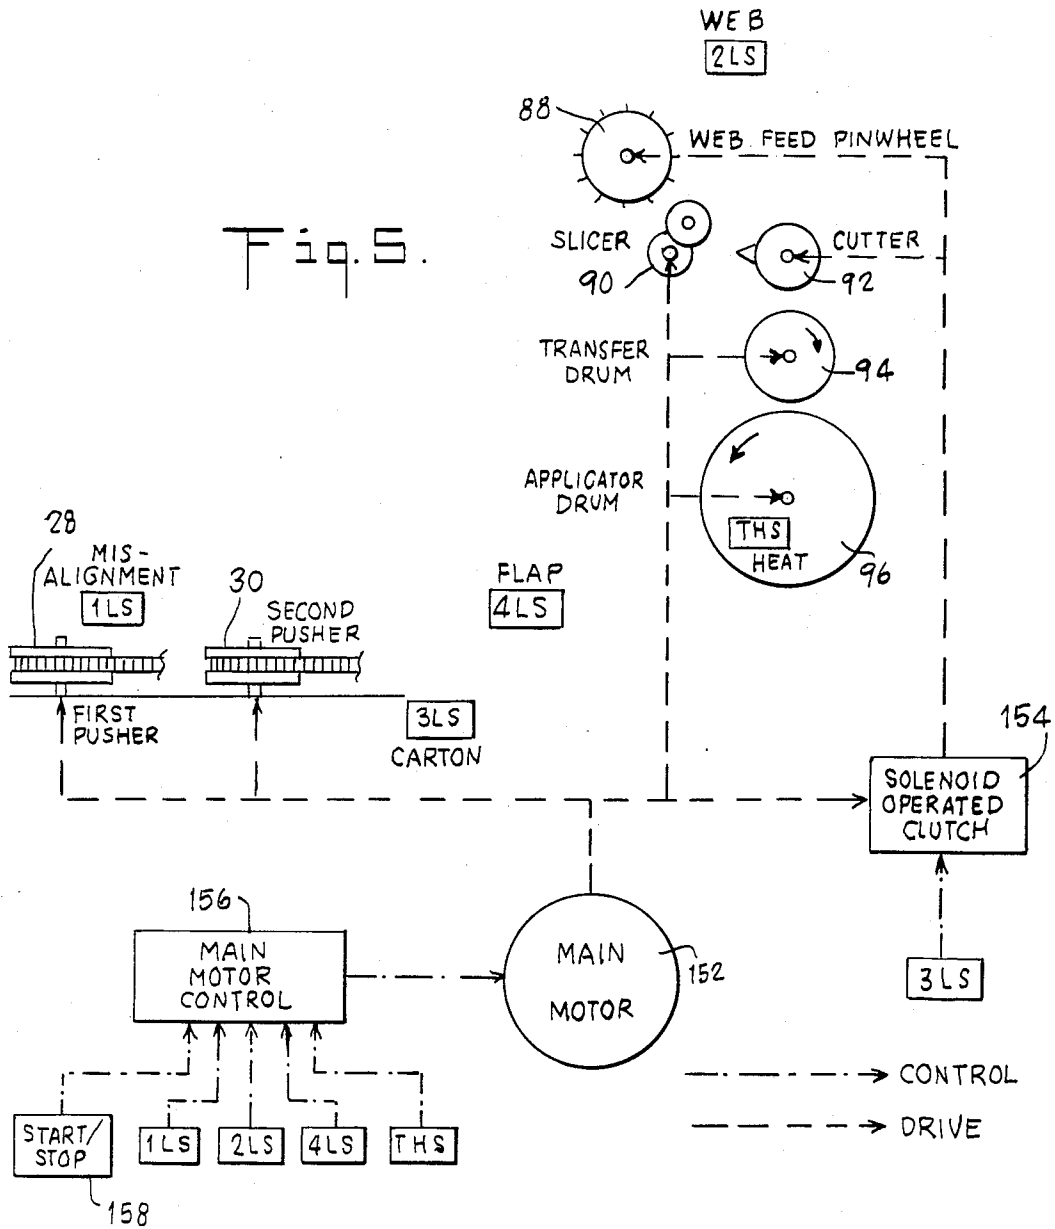 WEB
2LS
88
WEB FEED PINWHEEL
Fig. 5.
SLICER
90
CUTTER
92
TRANSFER
DRUM
94
APPLICATOR
DRUM
THS
HEAT
96
28
MIS-
ALIGNMENT
1LS
30
SECOND
PUSHER
FLAP
4LS
FIRST
PUSHER
3LS
CARTON
154
SOLENOID
OPERATED
CLUTCH
156
MAIN
MOTOR
CONTROL
MAIN
MOTOR
152
3LS
START/
STOP
158
1LS
2LS
4LS
THS
CONTROL
DRIVE